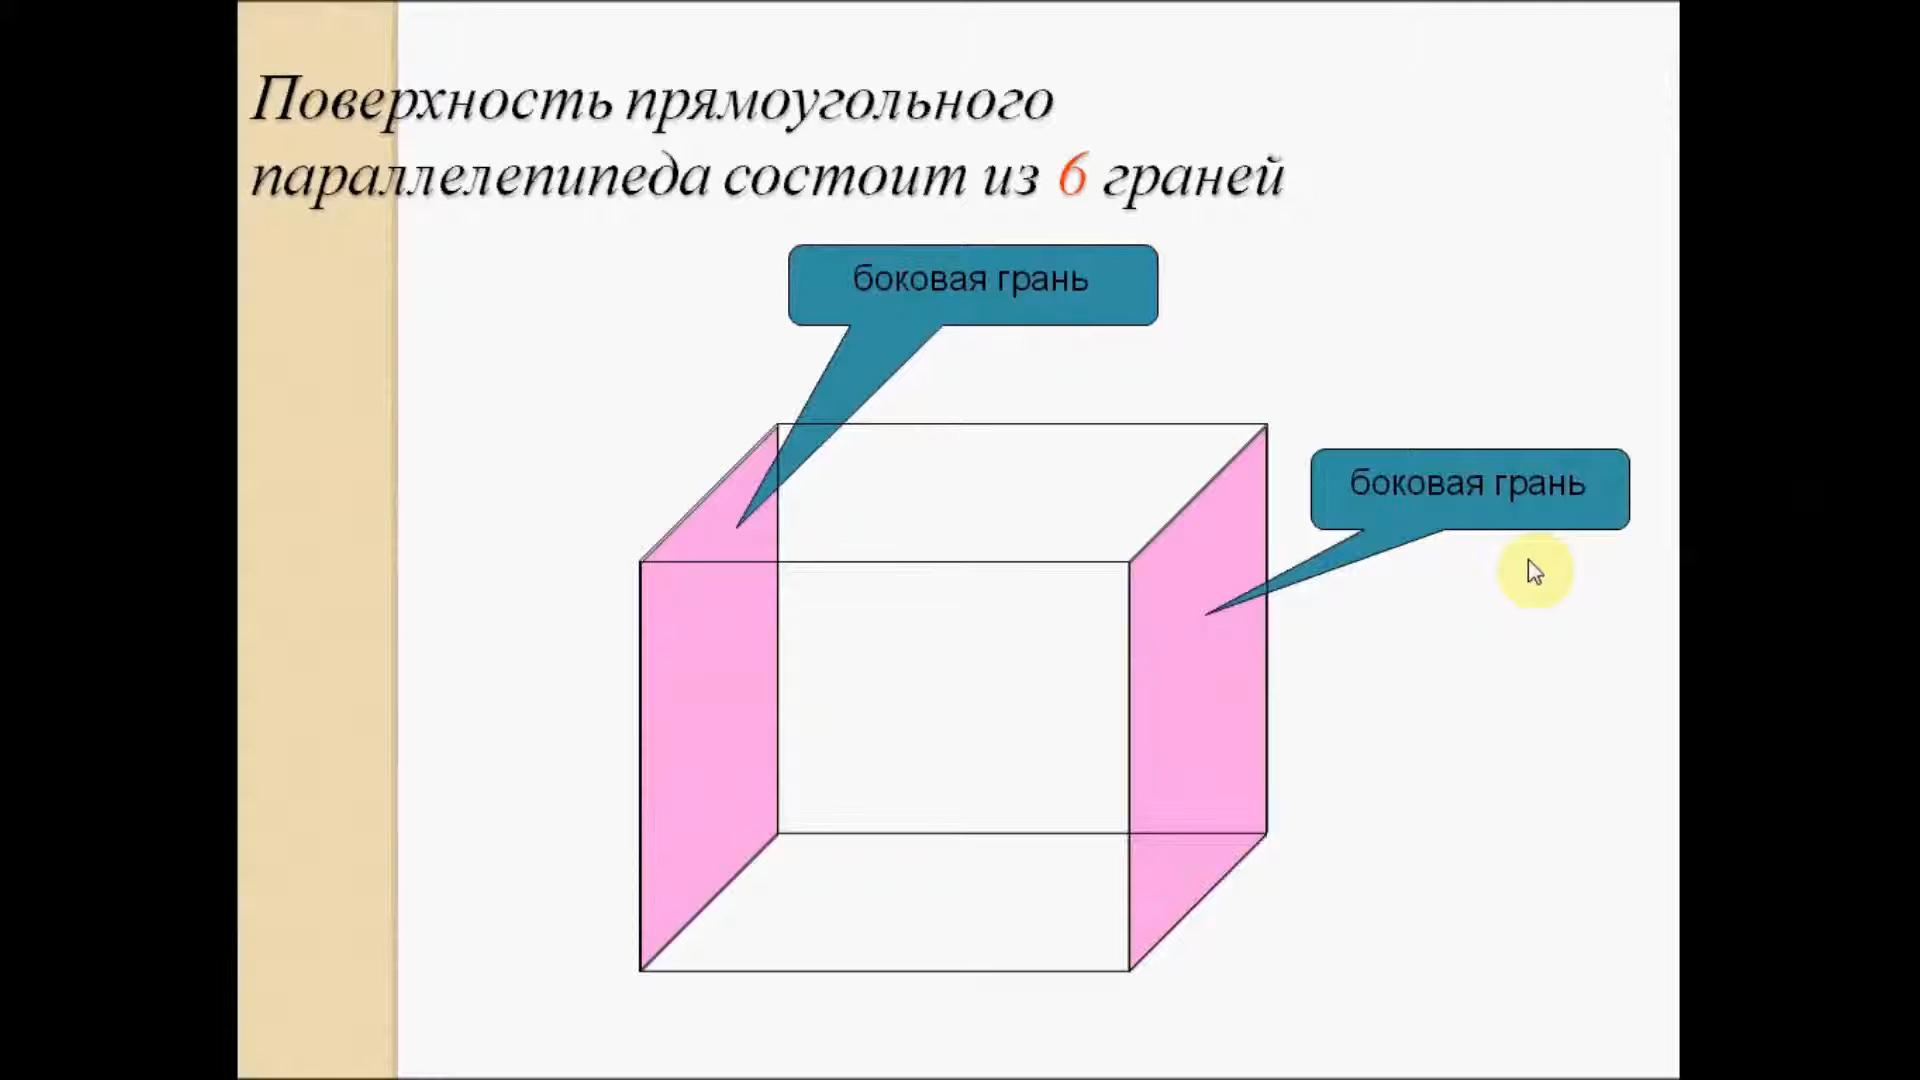 Поверхность прямоугольного
параллелепипеда состоит из 6 граней
боковая грань
боковая грань